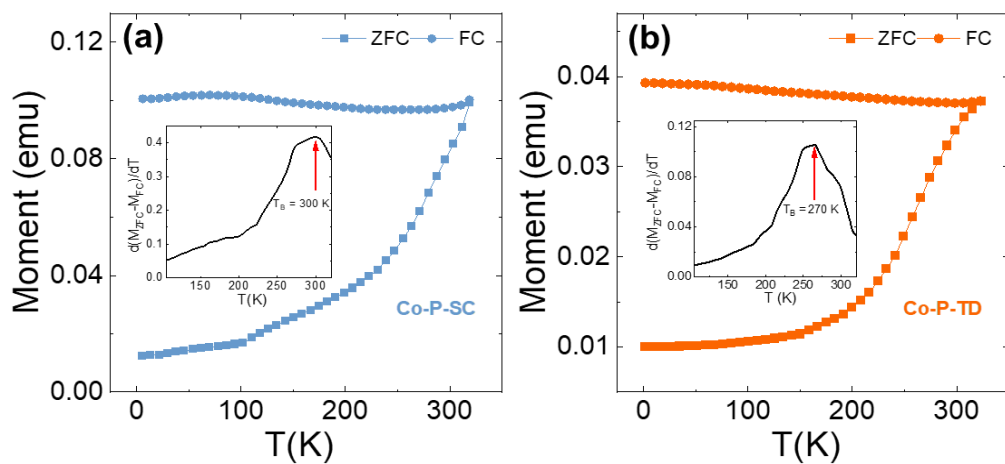 (a)
ZFC FC
0.12
0.08
0.04
0.00
Moment (emu)
0 100 200 300
T(K)
Co-P-SC
0.4
0.3
0.2
0.1
0.0
d(M_ZFC-M_FC)/dT
150 200 250 300
T(K)
T_B = 300 K
(b)
ZFC FC
0.04
0.03
0.02
0.01
Moment (emu)
0 100 200 300
T(K)
Co-P-TD
0.12
0.08
0.04
0.00
d(M_ZFC-M_FC)/dT
150 200 250 300
T (K)
T_B = 270 K